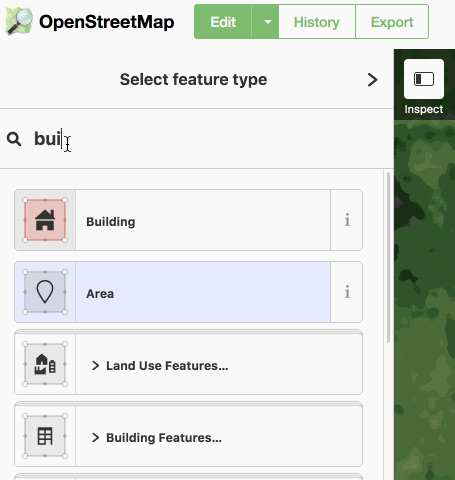 OpenStreetMap
Edit
History
Export
Select feature type
Inspect
bui
Building
i
Area
i
Land Use Features...
Building Features...